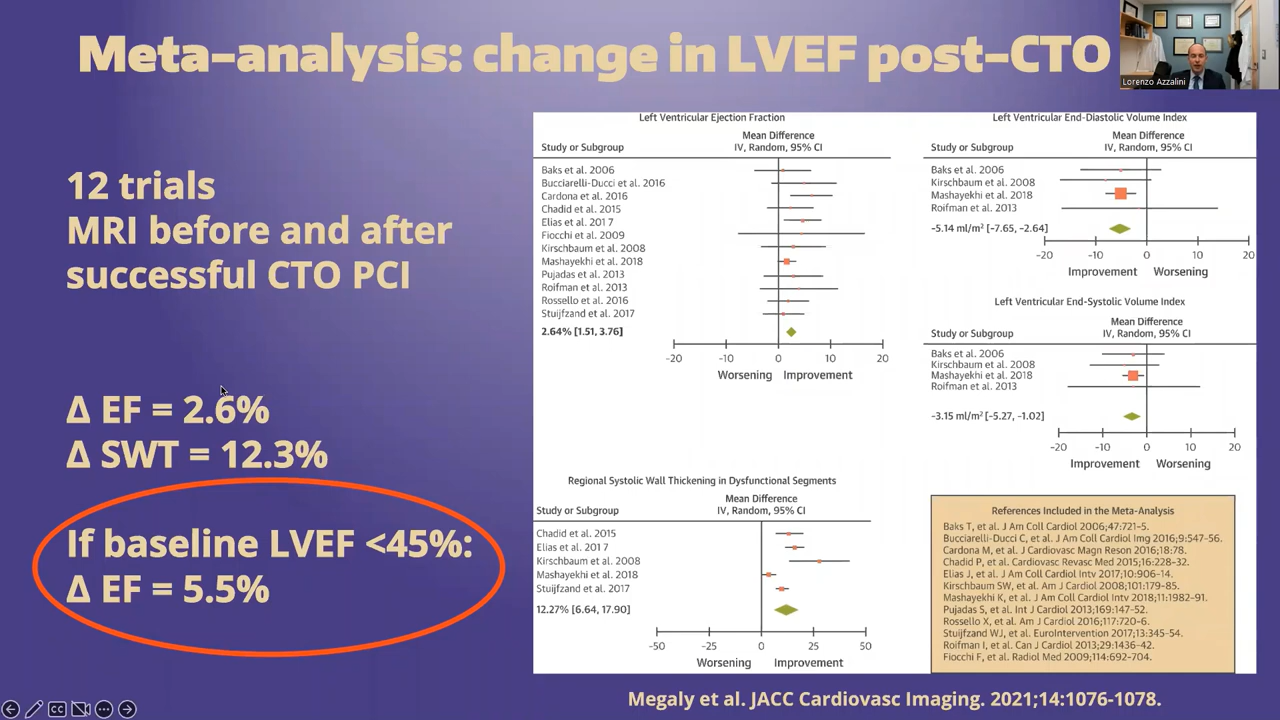 Meta-analysis: change in LVEF post-CTO
Lorenzo Azzalini
12 trials
MRI before and after
successful CTO PCI
Δ EF = 2.6%
Δ SWT = 12.3%
If baseline LVEF <45%:
Δ EF = 5.5%
Left Ventricular Ejection Fraction
Mean Difference
Study or Subgroup IV, Random, 95% CI
Baks et al. 2006
Bucciarelli-Ducci et al. 2016
Cardona et al. 2016
Chadid et al. 2015
Elias et al. 2017
Fiocchi et al. 2009
Kirschbaum et al. 2008
Mashayekhi et al. 2018
Pujadas et al. 2013
Roifman et al. 2013
Rossello et al. 2016
Stuijfzand et al. 2017
2.64% [1.51, 3.76]
-20 -10 0 10 20
Worsening Improvement
Left Ventricular End-Diastolic Volume Index
Mean Difference
Study or Subgroup IV, Random, 95% CI
Baks et al. 2006
Kirschbaum et al. 2008
Mashayekhi et al. 2018
Roifman et al. 2013
-5.14 ml/m² [-7.65, -2.64]
-20 -10 0 10 20
Improvement Worsening
Left Ventricular End-Systolic Volume Index
Mean Difference
Study or Subgroup IV, Random, 95% CI
Baks et al. 2006
Kirschbaum et al. 2008
Mashayekhi et al. 2018
Roifman et al. 2013
-3.15 ml/m² [-5.27, -1.02]
-20 -10 0 10 20
Improvement Worsening
Regional Systolic Wall Thickening in Dysfunctional Segments
Mean Difference
Study or Subgroup IV, Random, 95% CI
Chadid et al. 2015
Elias et al. 2017
Kirschbaum et al. 2008
Mashayekhi et al. 2018
Stuijfzand et al. 2017
12.27% [6.64, 17.90]
-50 -25 0 25 50
Worsening Improvement
References Included in the Meta-Analysis
Baks T, et al. J Am Coll Cardiol 2006;47:721-5.
Bucciarelli-Ducci C, et al. J Am Coll Cardiol Img 2016;9:547-56.
Cardona M, et al. J Cardiovasc Magn Reson 2016;18:78.
Chadid P, et al. Cardiovasc Revasc Med 2015;16:228-32.
Elias J, et al. J Am Coll Cardiol Intv 2017;10:906-14.
Kirschbaum SW, et al. Am J Cardiol 2008;101:179-85.
Mashayekhi K, et al. J Am Coll Cardiol Intv 2018;11:1982-91.
Pujadas S, et al. Int J Cardiol 2013;169:147-52.
Rossello X, et al. Am J Cardiol 2016;117:720-6.
Stuijfzand WJ, et al. EuroIntervention 2017;13:345-54.
Roifman I, et al. Can J Cardiol 2013;29:1436-42.
Fiocchi F, et al. Radiol Med 2009;114:692-704.
Megaly et al. JACC Cardiovasc Imaging. 2021;14:1076-1078.
CC